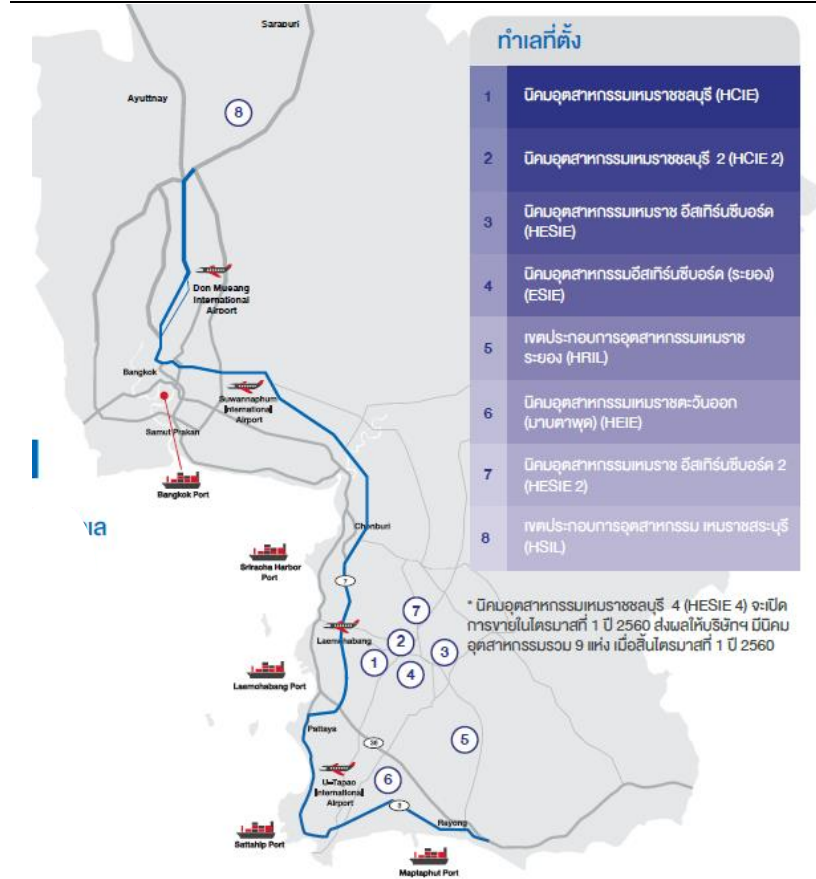 Saraburi
Ayuttnay
8
Don Mueang
International
Airport
Bangkok
Suwannaphum
International
Airport
Samut Prakan
Bangkok Port
Chonburi
Sriracha Harbor
Port
7
7
Laemchabang
2
1
3
4
Laemchabang Port
Pattaya
36
5
U-Tapao
International
Airport
6
3
Rayong
Sattahip Port
Maptaphut Port
ทำเลที่ตั้ง
1 นิคมอุตสาหกรรมเหมราชชลบุรี (HCIE)
2 นิคมอุตสาหกรรมเหมราชชลบุรี 2 (HCIE 2)
3 นิคมอุตสาหกรรมเหมราช อีสเทิร์นซีบอร์ด
(HESIE)
4 นิคมอุตสาหกรรมอีสเทิร์นซีบอร์ด (ระยอง)
(ESIE)
5 เขตประกอบการอุตสาหกรรมเหมราช
ระยอง (HRIL)
6 นิคมอุตสาหกรรมเหมราชตะวันออก
(มาบตาพุด) (HEIE)
7 นิคมอุตสาหกรรมเหมราช อีสเทิร์นซีบอร์ด 2
(HESIE 2)
8 เขตประกอบการอุตสาหกรรม เหมราชสระบุรี
(HSIL)
* นิคมอุตสาหกรรมเหมราชชลบุรี 4 (HESIE 4) จะเปิด
การขายในไตรมาสที่ 1 ปี 2560 ส่งผลให้บริษัทฯ มีนิคม
อุตสาหกรรมรวม 9 แห่ง เมื่อสิ้นไตรมาสที่ 1 ปี 2560